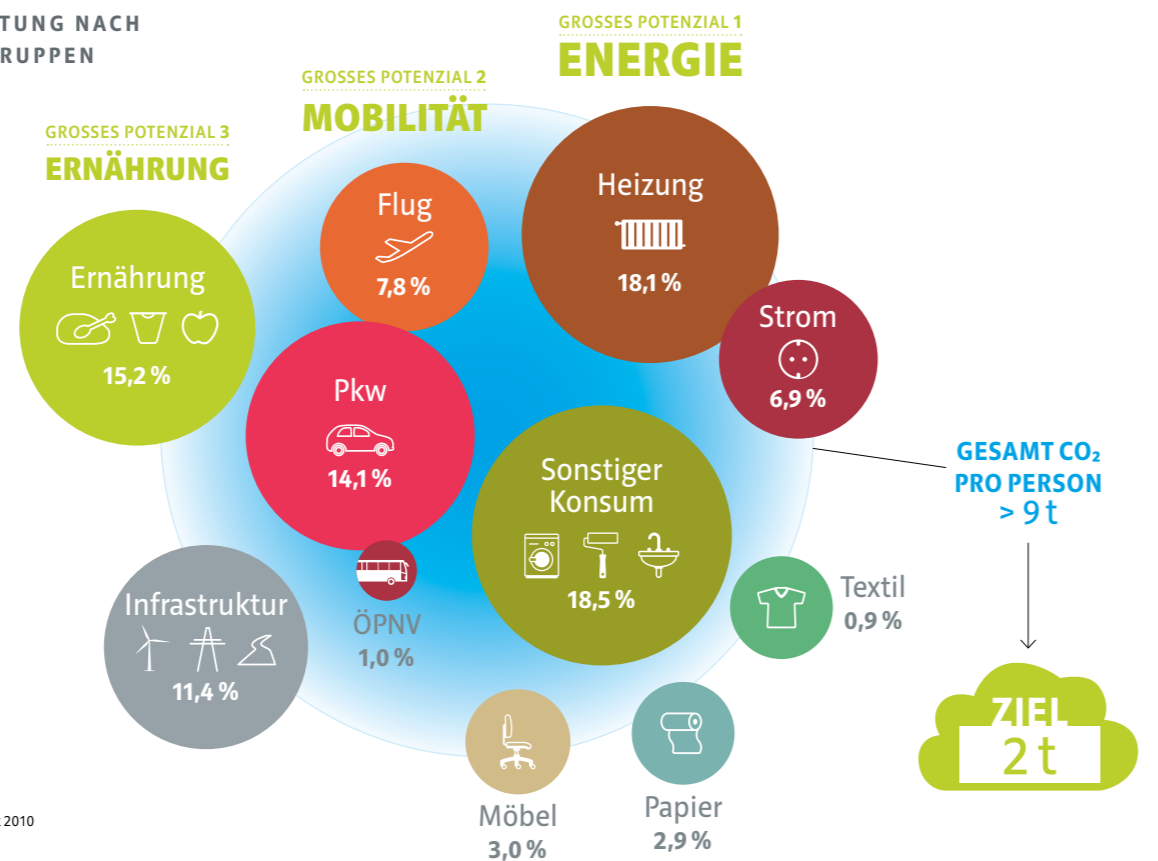 TUNG NACH
RUPPEN
GROSSES POTENZIAL 1
ENERGIE
GROSSES POTENZIAL 2
MOBILITÄT
GROSSES POTENZIAL 3
ERNÄHRUNG
Heizung
18,1 %
Flug
7,8 %
Ernährung
15,2 %
Strom
6,9 %
Pkw
14,1 %
Sonstiger
Konsum
18,5 %
GESAMT CO₂
PRO PERSON
> 9 t
Infrastruktur
11,4 %
ÖPNV
1,0 %
Textil
0,9 %
ZIEL
2 t
Möbel
3,0 %
Papier
2,9 %
2010